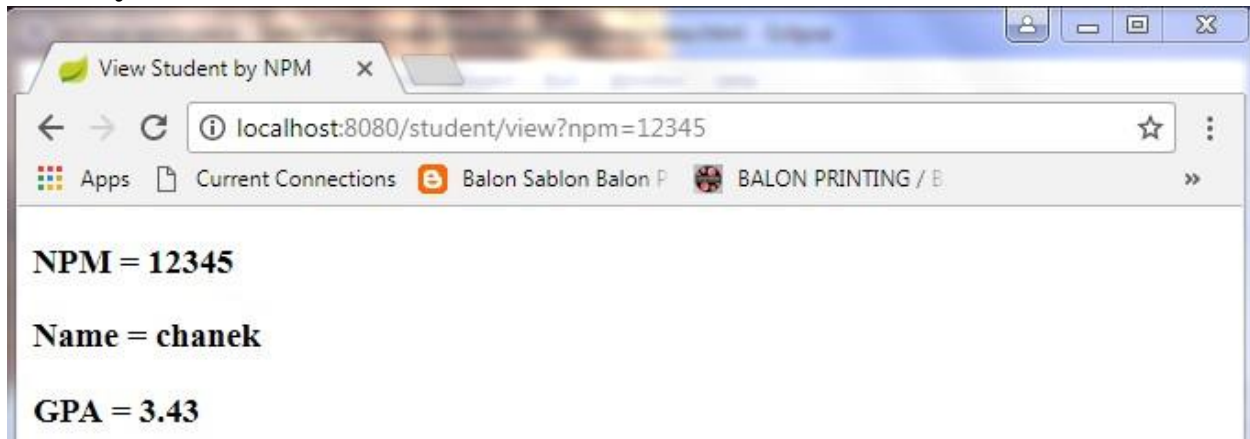 View Student by NPM
localhost:8080/student/view?npm=12345
Apps Current Connections Balon Sablon Balon P BALON PRINTING / B
NPM = 12345
Name = chanek
GPA = 3.43